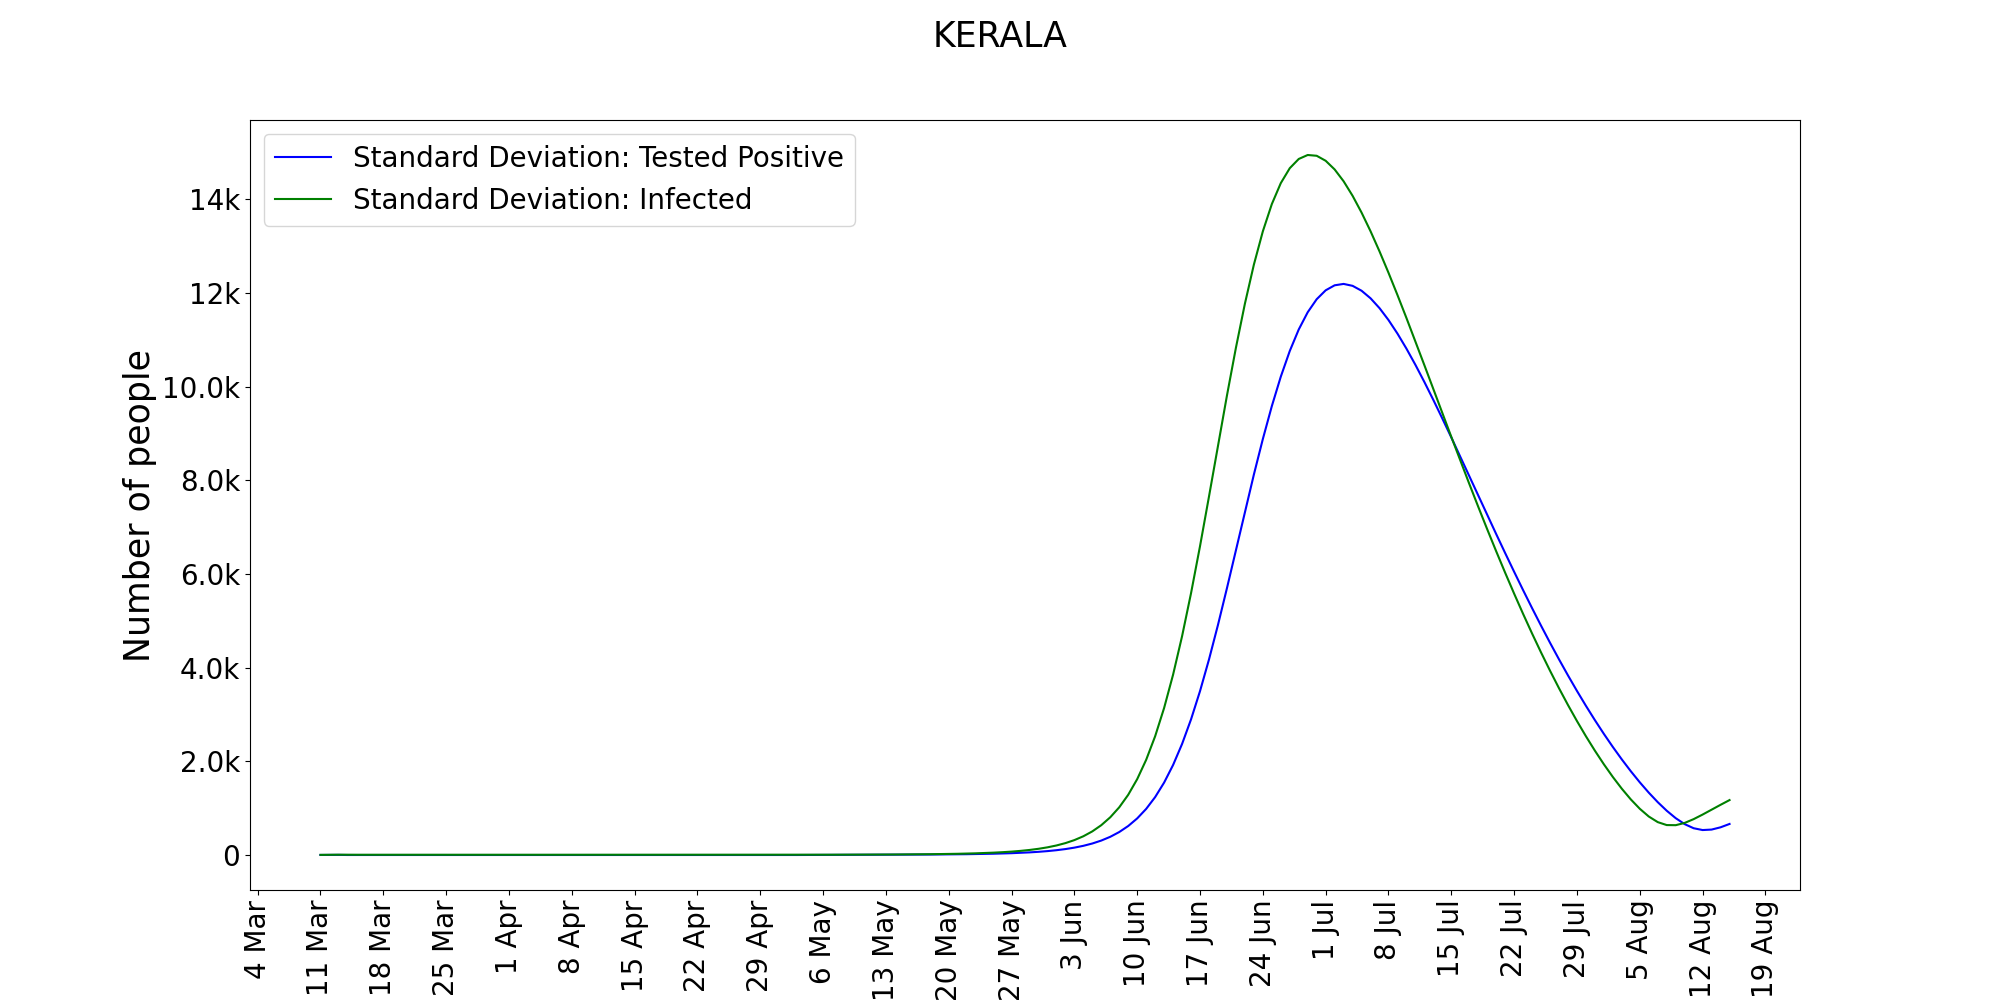 KERALA
Standard Deviation: Tested Positive
Standard Deviation: Infected
Number of people
14k
12k
10.0k
8.0k
6.0k
4.0k
2.0k
0
4 Mar
11 Mar
18 Mar
25 Mar
1 Apr
8 Apr
15 Apr
22 Apr
29 Apr
6 May
13 May
20 May
27 May
3 Jun
10 Jun
17 Jun
24 Jun
1 Jul
8 Jul
15 Jul
22 Jul
29 Jul
5 Aug
12 Aug
19 Aug